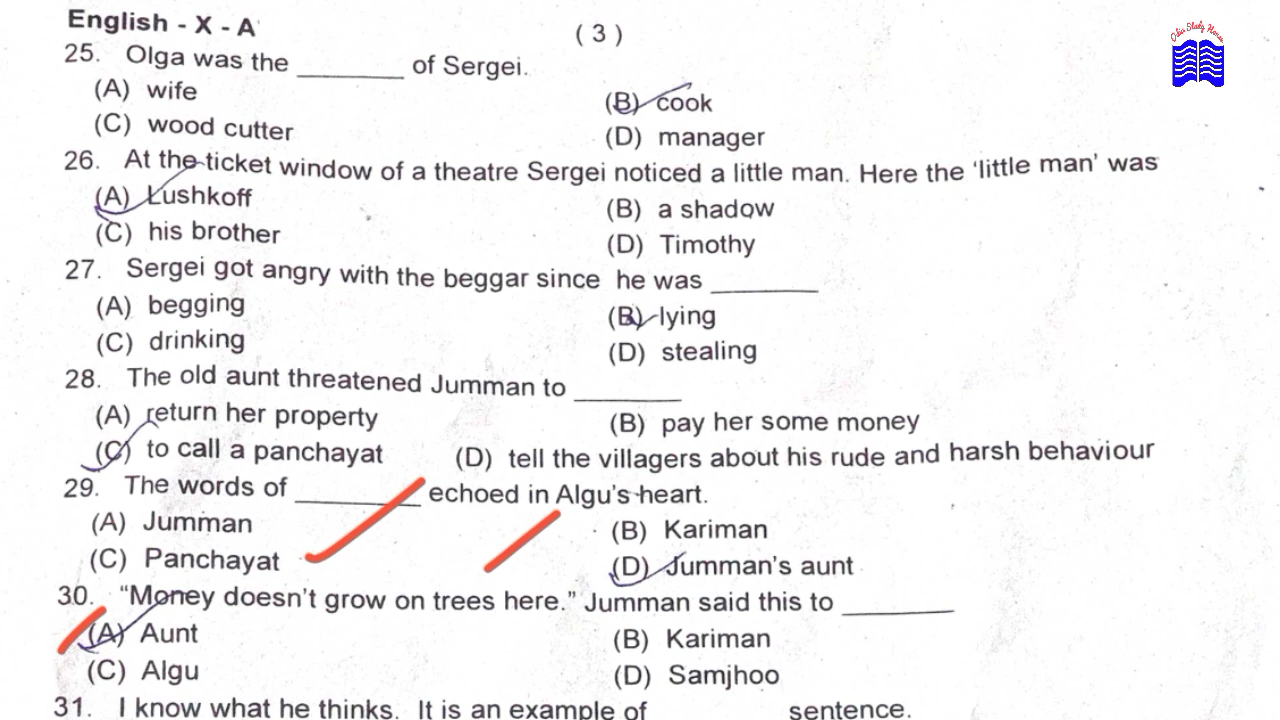 English - X - A
( 3 )
Odia Study House
25. Olga was the ________ of Sergei.
(A) wife (B) cook
(C) wood cutter (D) manager
26. At the ticket window of a theatre Sergei noticed a little man. Here the 'little man' was
(A) Lushkoff (B) a shadow
(C) his brother (D) Timothy
27. Sergei got angry with the beggar since he was ________
(A) begging (B) lying
(C) drinking (D) stealing
28. The old aunt threatened Jumman to ________
(A) return her property (B) pay her some money
(C) to call a panchayat (D) tell the villagers about his rude and harsh behaviour
29. The words of ________ echoed in Algu's heart.
(A) Jumman (B) Kariman
(C) Panchayat (D) Jumman's aunt
30. "Money doesn't grow on trees here." Jumman said this to ________
(A) Aunt (B) Kariman
(C) Algu (D) Samjhoo
31. I know what he thinks. It is an example of ________ sentence.